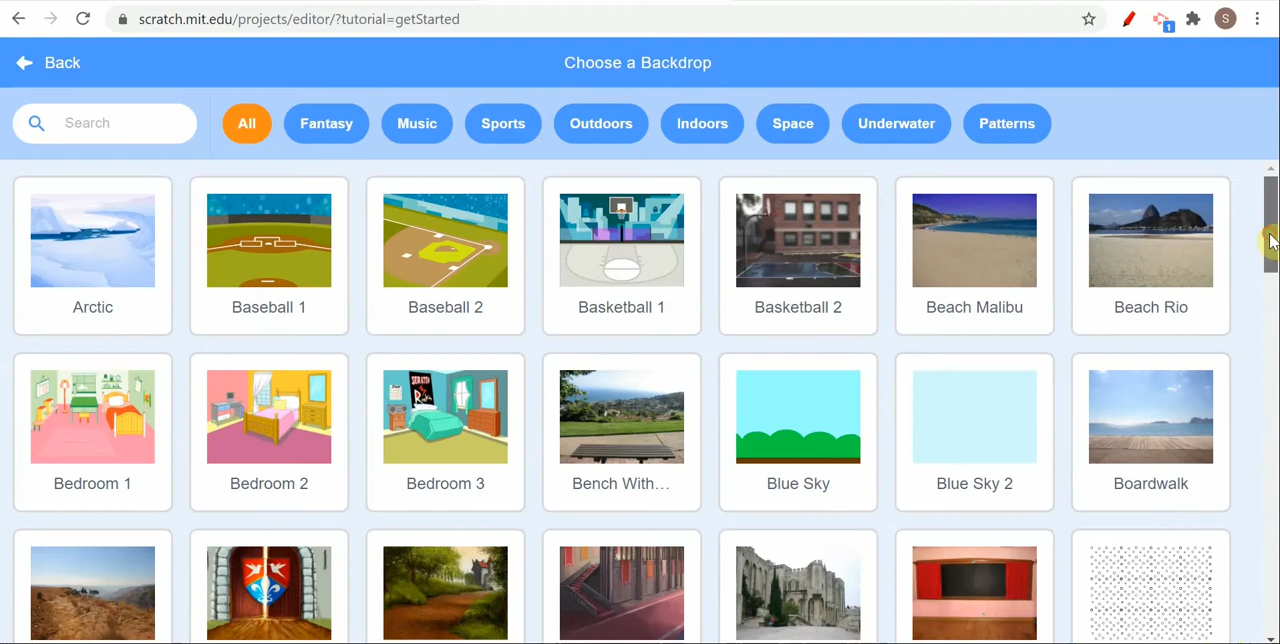 scratch.mit.edu/projects/editor/?tutorial=getStarted
1
S
Back
Choose a Backdrop
Search
All
Fantasy
Music
Sports
Outdoors
Indoors
Space
Underwater
Patterns
Arctic
Baseball 1
Baseball 2
Basketball 1
Basketball 2
Beach Malibu
Beach Rio
SCRATCH
Bedroom 1
Bedroom 2
Bedroom 3
Bench With...
Blue Sky
Blue Sky 2
Boardwalk